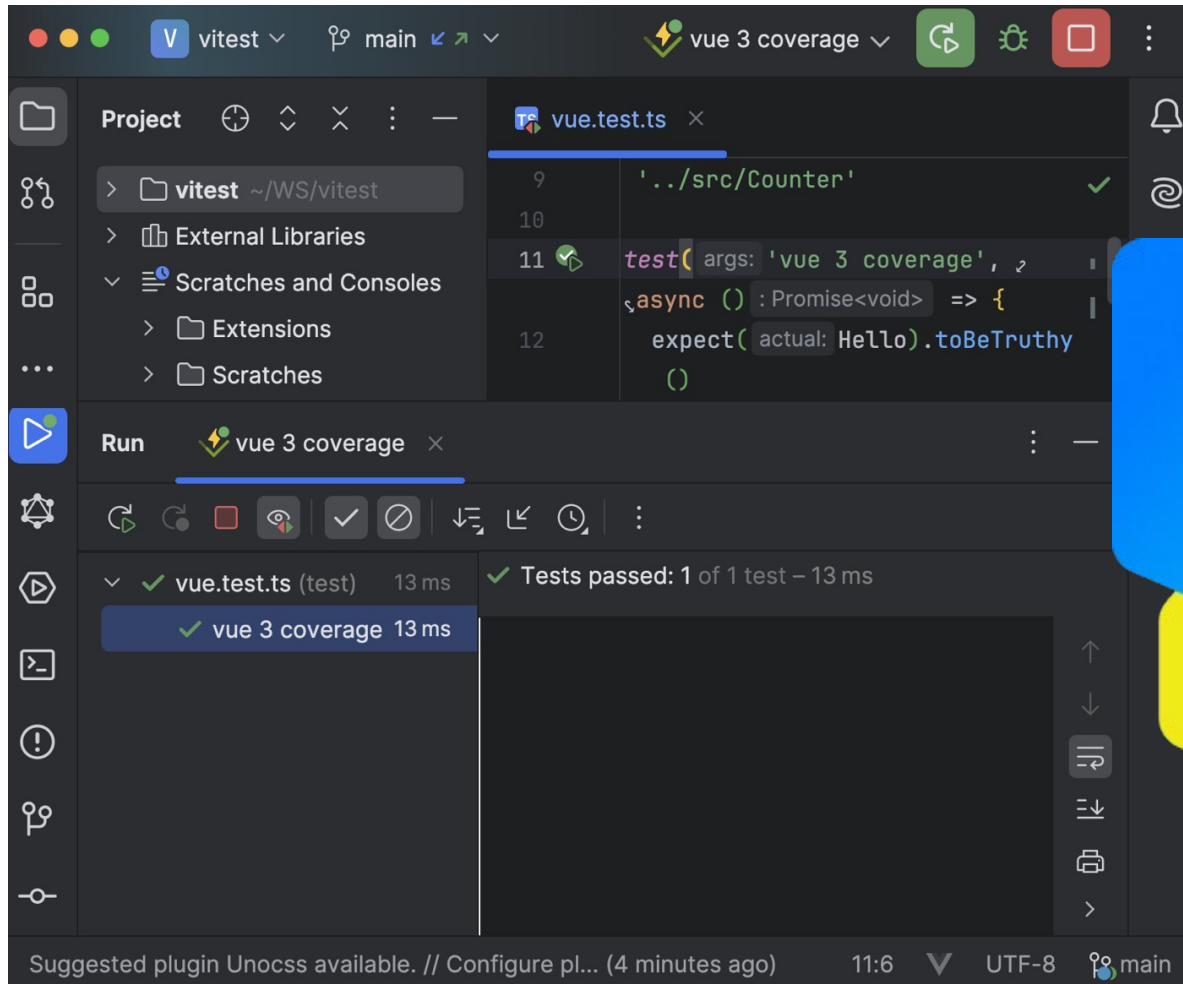 V vitest main vue 3 coverage
Project
vue.test.ts
vitest ~/WS/vitest
External Libraries
Scratches and Consoles
Extensions
Scratches
9 '../src/Counter'
10
11 test( args: 'vue 3 coverage',
async () : Promise<void> => {
12 expect( actual: Hello).toBeTruthy
()
Run vue 3 coverage
vue.test.ts (test) 13 ms
vue 3 coverage 13 ms
Tests passed: 1 of 1 test – 13 ms
Suggested plugin Unocss available. // Configure pl... (4 minutes ago) 11:6 UTF-8 main